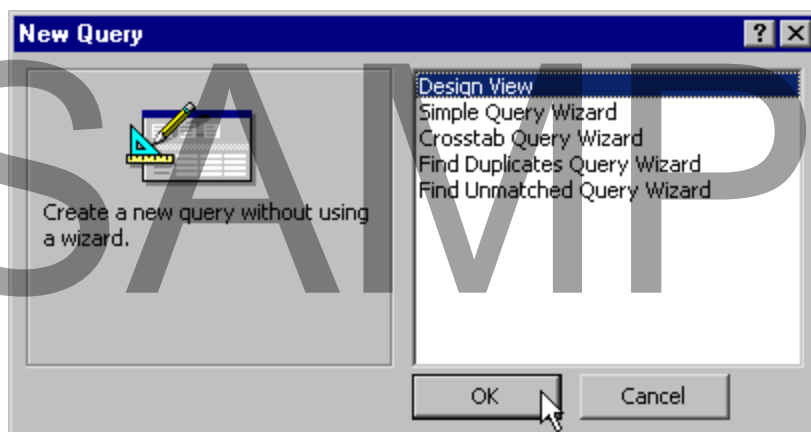 New Query
Design View
Simple Query Wizard
Crosstab Query Wizard
Find Duplicates Query Wizard
Find Unmatched Query Wizard
Create a new query without using
a wizard.
OK
Cancel
SAMP